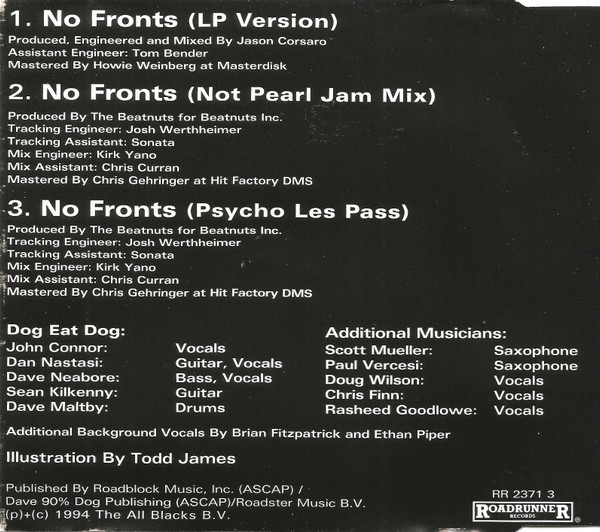 1. No Fronts (LP Version)
Produced, Engineered and Mixed By Jason Corsaro
Assistant Engineer: Tom Bender
Mastered By Howie Weinberg at Masterdisk
2. No Fronts (Not Pearl Jam Mix)
Produced By The Beatnuts for Beatnuts Inc.
Tracking Engineer: Josh Werthheimer
Tracking Assistant: Sonata
Mix Engineer: Kirk Yano
Mix Assistant: Chris Curran
Mastered By Chris Gehringer at Hit Factory DMS
3. No Fronts (Psycho Les Pass)
Produced By The Beatnuts for Beatnuts Inc.
Tracking Engineer: Josh Werthheimer
Tracking Assistant: Sonata
Mix Engineer: Kirk Yano
Mix Assistant: Chris Curran
Mastered By Chris Gehringer at Hit Factory DMS
Dog Eat Dog:
John Connor: Vocals
Dan Nastasi: Guitar, Vocals
Dave Neabore: Bass, Vocals
Sean Kilkenny: Guitar
Dave Maltby: Drums
Additional Musicians:
Scott Mueller: Saxophone
Paul Vercesi: Saxophone
Doug Wilson: Vocals
Chris Finn: Vocals
Rasheed Goodlowe: Vocals
Additional Background Vocals By Brian Fitzpatrick and Ethan Piper
Illustration By Todd James
Published By Roadblock Music, Inc. (ASCAP) /
Dave 90% Dog Publishing (ASCAP)/Roadster Music B.V.
(p)+(c) 1994 The All Blacks B.V.
RR 2371 3
ROADRUNNER
RECORDS
®